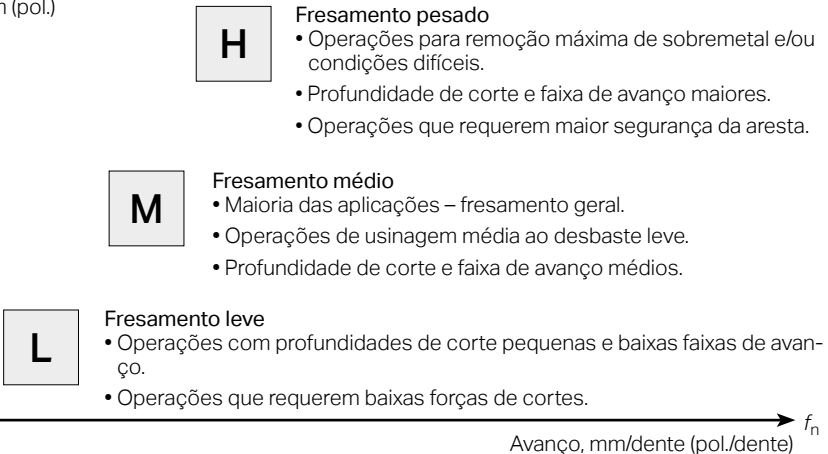 (pol.)
H
Fresamento pesado
• Operações para remoção máxima de sobremetal e/ou
condições difíceis.
• Profundidade de corte e faixa de avanço maiores.
• Operações que requerem maior segurança da aresta.
M
Fresamento médio
• Maioria das aplicações – fresamento geral.
• Operações de usinagem média ao desbaste leve.
• Profundidade de corte e faixa de avanço médios.
L
Fresamento leve
• Operações com profundidades de corte pequenas e baixas faixas de avan-
ço.
• Operações que requerem baixas forças de cortes.
fn
Avanço, mm/dente (pol./dente)